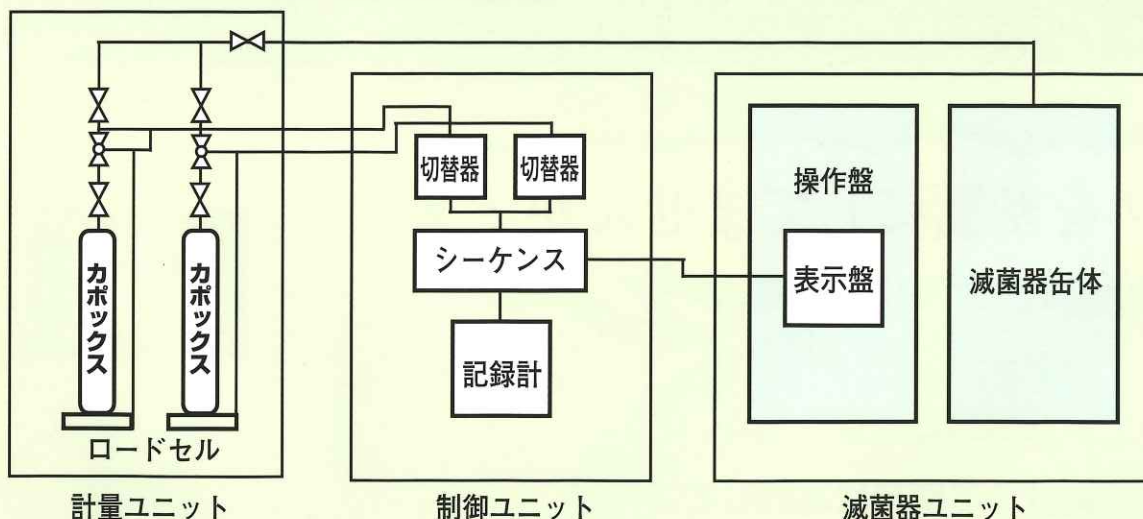 切替器
切替器
操作盤
シーケンス
表示盤
滅菌器缶体
カポックス
カポックス
記録計
ロードセル
計量ユニット
制御ユニット
滅菌器ユニット